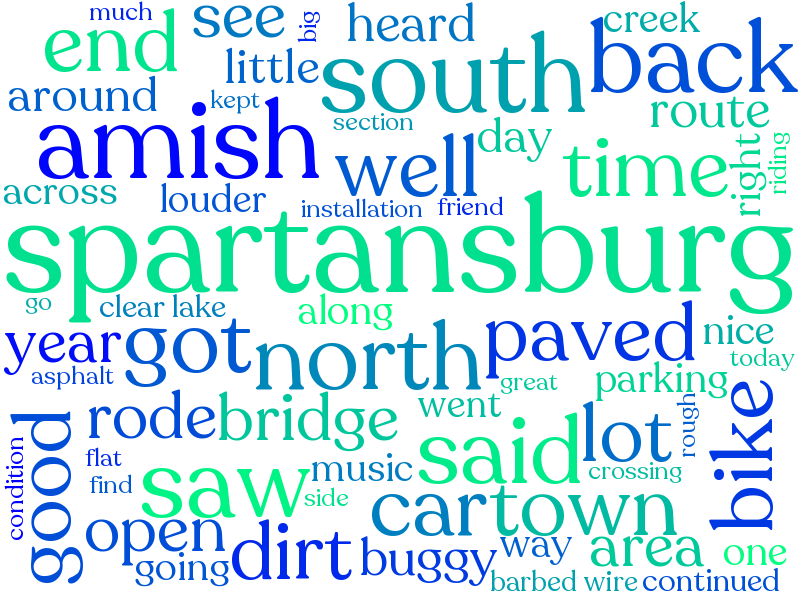 much
see
big
heard
creek
end
little
south
back
around
kept
amish
section
day
route
well
time
right
riding
across
louder
installation
friend
spartansburg
go
clear lake
along
year
got
north
paved
nice
today
asphalt
great
parking
rode
bridge
went
said
lot
rough
bike
good
condition
flat
find
saw
music
side
crossing
car
town
open
dirt
buggy
way
area
one
going
barbed wire
continued